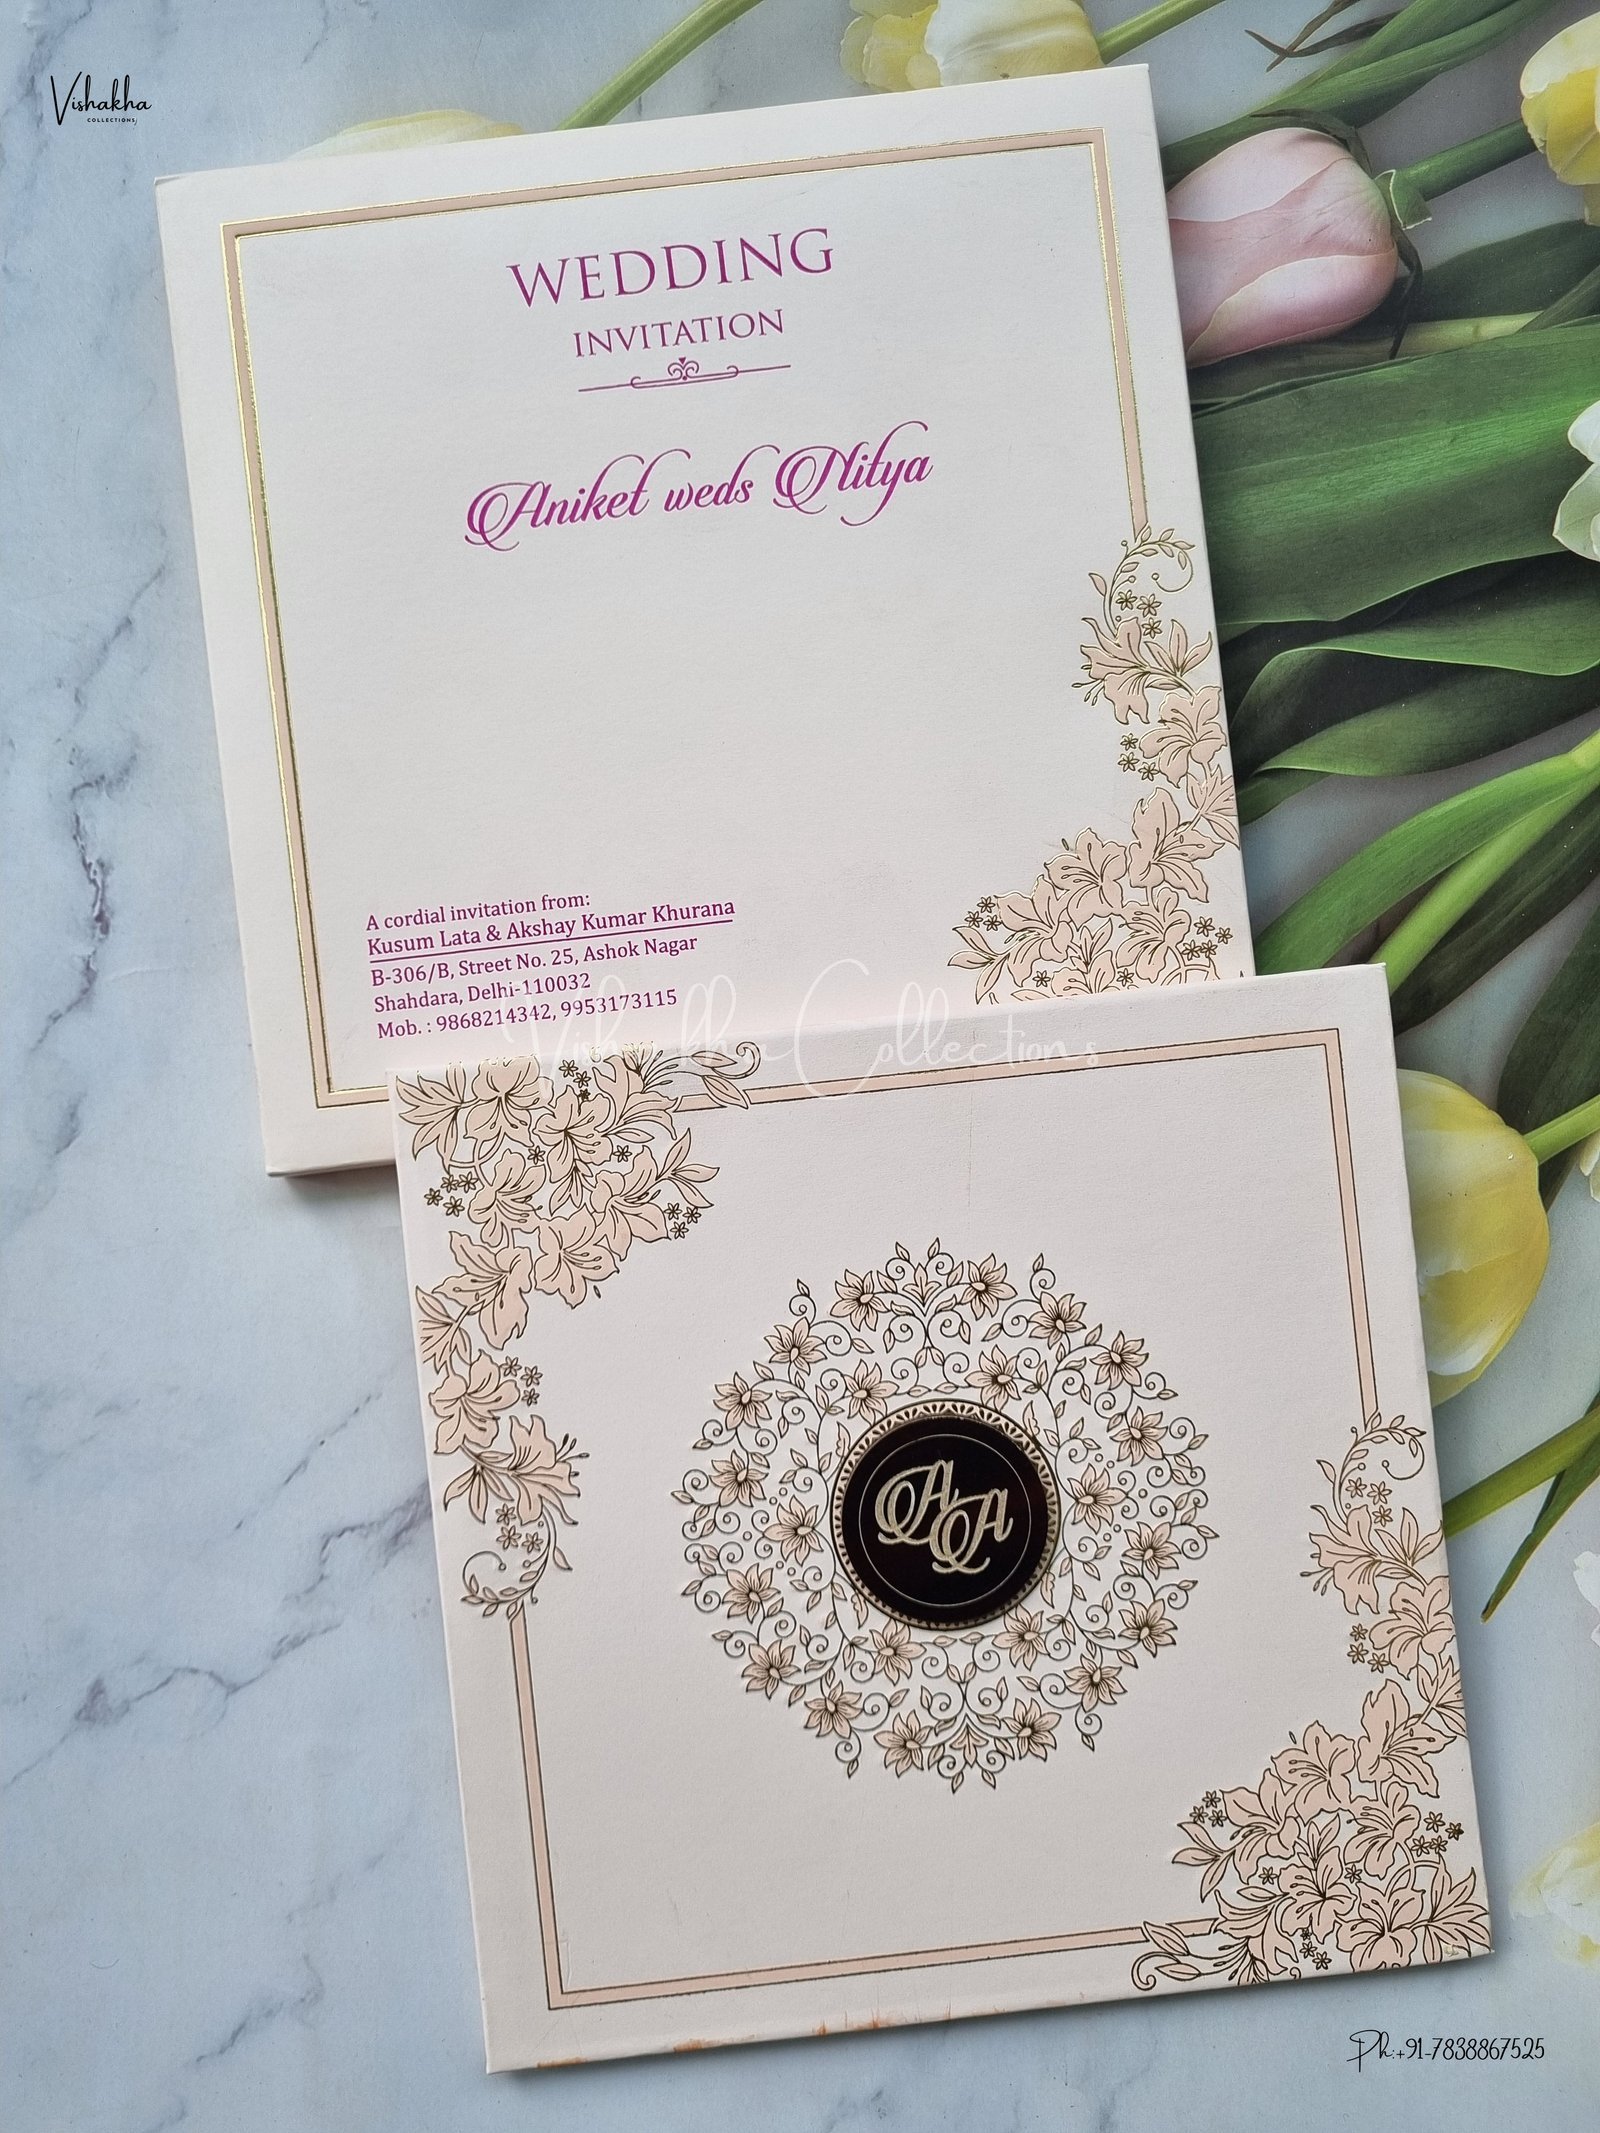 Vishakha
COLLECTIONS
WEDDING
INVITATION
Aniket weds Nitya
A cordial invitation from:
Kusum Lata & Akshay Kumar Khurana
B-306/B, Street No. 25, Ashok Nagar
Shahdara, Delhi-110032
Mob. : 9868214342, 9953173115
Vishakha Collections
AA
Ph:+91-7838867525